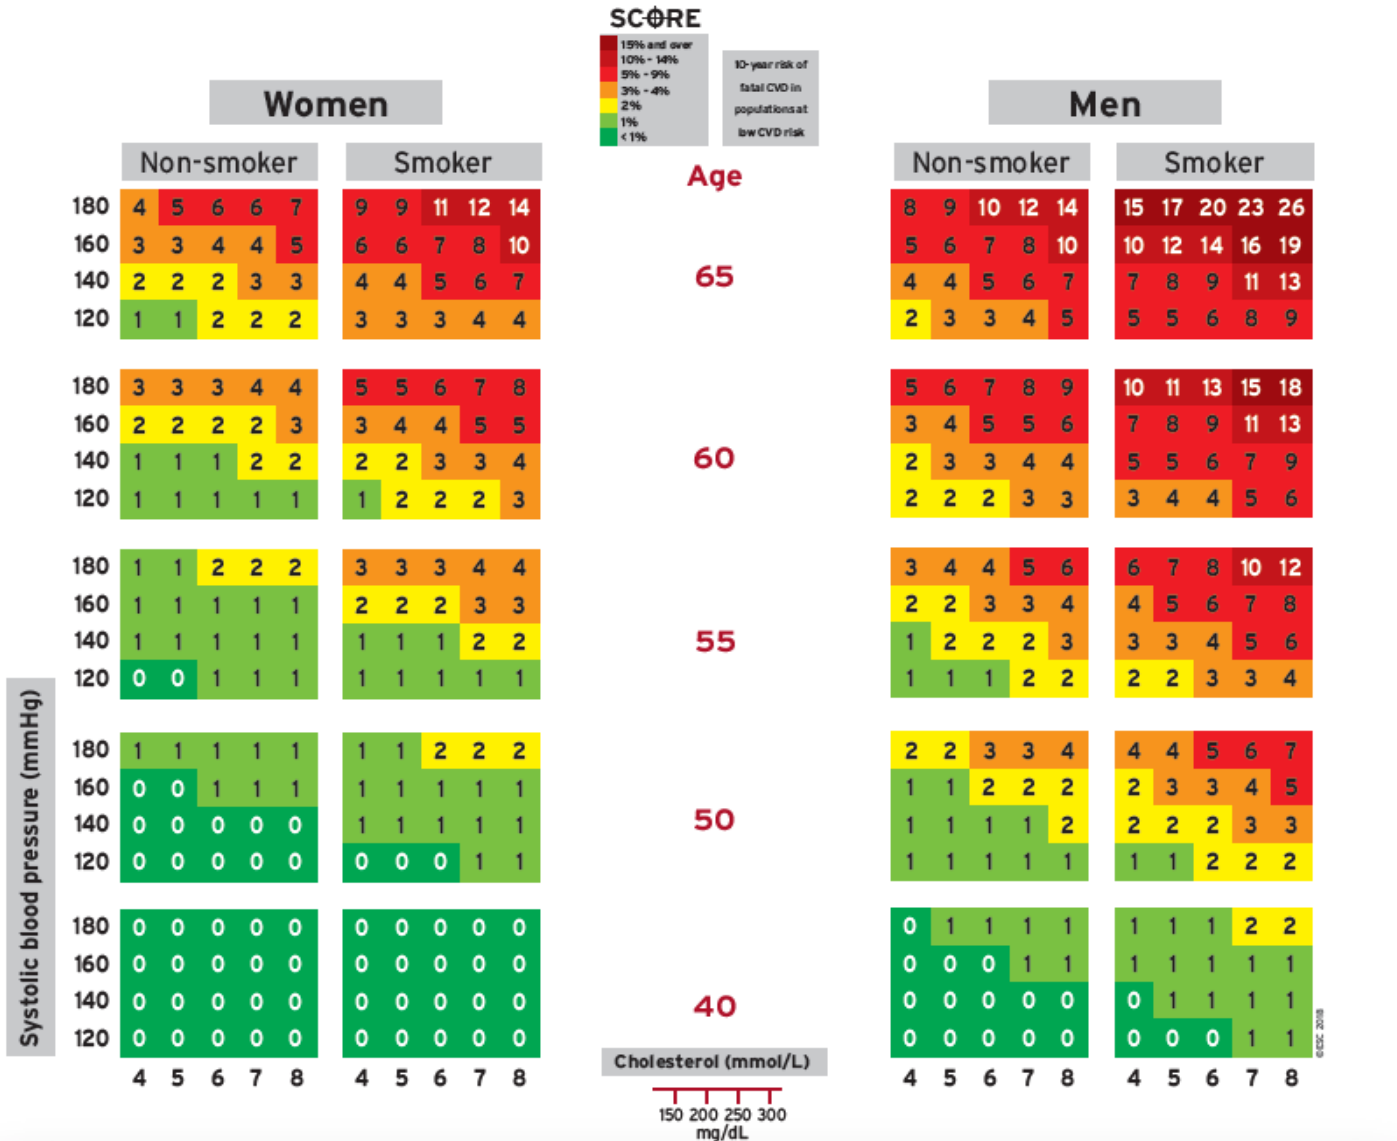 SCORE
15% and over
10% - 14%
5% - 9%
3% - 4%
2%
1%
< 1%
10-year risk of
fatal CVD in
populations at
low CVD risk
Women
Men
Non-smoker
Smoker
Age
Non-smoker
Smoker
180 4 5 6 6 7 9 9 11 12 14 8 9 10 12 14 15 17 20 23 26
160 3 3 4 4 5 6 6 7 8 10 5 6 7 8 10 10 12 14 16 19
65
140 2 2 2 3 3 4 4 5 6 7 4 4 5 6 7 7 8 9 11 13
120 1 1 2 2 2 3 3 3 4 4 2 3 3 4 5 5 5 6 8 9
180 3 3 3 4 4 5 5 6 7 8 5 6 7 8 9 10 11 13 15 18
160 2 2 2 2 3 3 4 4 5 5 3 4 5 5 6 7 8 9 11 13
60
140 1 1 1 2 2 2 2 3 3 4 2 3 3 4 4 5 5 6 7 9
120 1 1 1 1 1 1 2 2 2 3 2 2 2 3 3 3 4 4 5 6
180 1 1 2 2 2 3 3 3 4 4 3 4 4 5 6 6 7 8 10 12
160 1 1 1 1 1 2 2 2 3 3 2 2 3 3 4 4 5 6 7 8
55
140 1 1 1 1 1 1 1 1 2 2 1 2 2 2 3 3 3 4 5 6
120 0 0 1 1 1 1 1 1 1 1 1 1 1 2 2 2 2 3 3 4
180 1 1 1 1 1 1 1 2 2 2 2 2 3 3 4 4 4 5 6 7
160 0 0 1 1 1 1 1 1 1 1 1 1 2 2 2 2 3 3 4 5
50
140 0 0 0 0 0 1 1 1 1 1 1 1 1 1 2 2 2 2 3 3
120 0 0 0 0 0 0 0 0 1 1 1 1 1 1 1 1 1 2 2 2
180 0 0 0 0 0 0 0 0 0 0 0 1 1 1 1 1 1 1 2 2
160 0 0 0 0 0 0 0 0 0 0 0 0 0 1 1 1 1 1 1 1
140 0 0 0 0 0 0 0 0 0 0 0 0 0 0 0 0 1 1 1 1
40
120 0 0 0 0 0 0 0 0 0 0 0 0 0 0 0 0 0 0 1 1
Systolic blood pressure (mmHg)
©ESC 2018
Cholesterol (mmol/L)
4 5 6 7 8 4 5 6 7 8 4 5 6 7 8 4 5 6 7 8
150 200 250 300
mg/dL